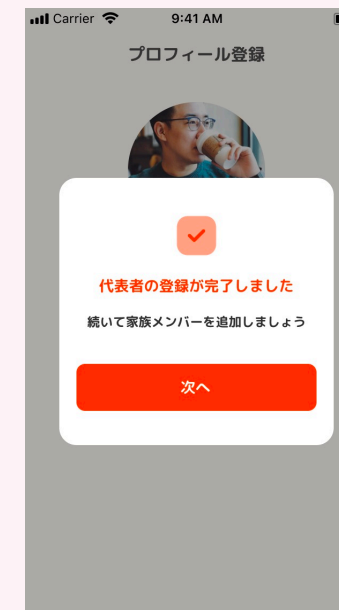 Carrier 9:41 AM
プロフィール登録
代表者の登録が完了しました
続いて家族メンバーを追加しましょう
次へ